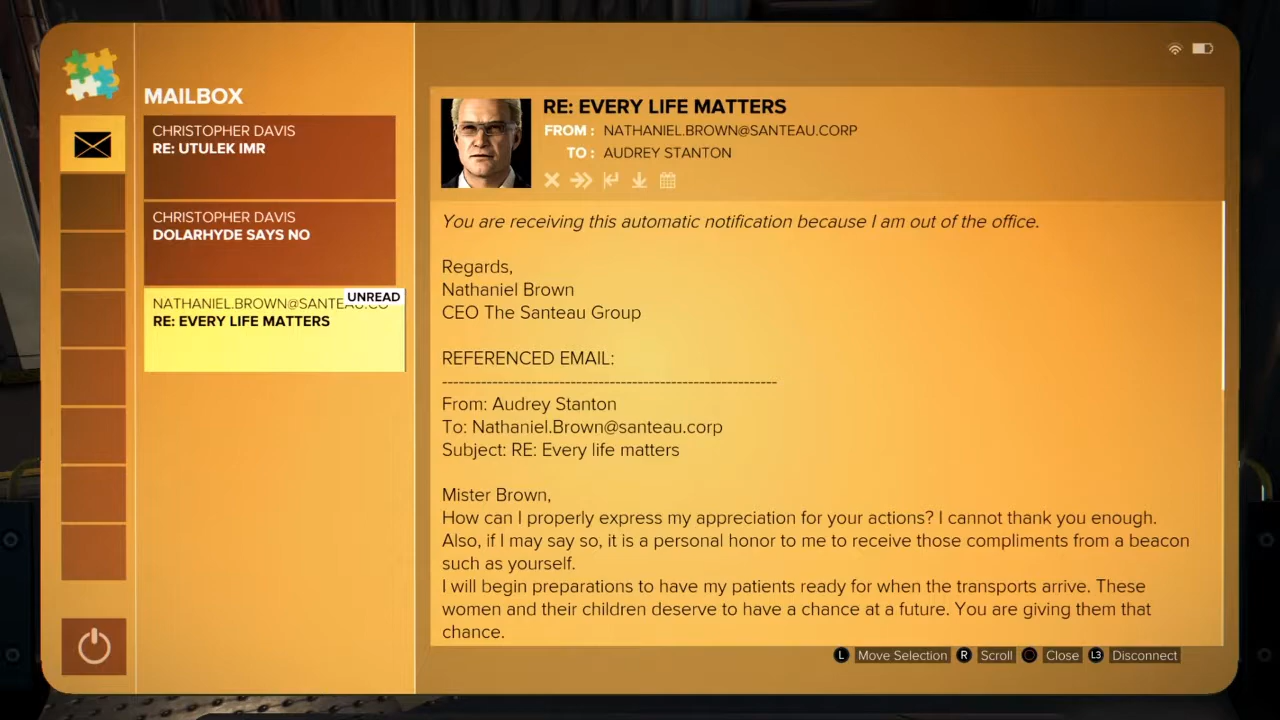 MAILBOX
CHRISTOPHER DAVIS
RE: UTULEK IMR
CHRISTOPHER DAVIS
DOLARHYDE SAYS NO
UNREAD
NATHANIEL.BROWN@SANTEAU.CO
RE: EVERY LIFE MATTERS
RE: EVERY LIFE MATTERS
FROM : NATHANIEL.BROWN@SANTEAU.CORP
TO : AUDREY STANTON
You are receiving this automatic notification because I am out of the office.
Regards,
Nathaniel Brown
CEO The Santeau Group
REFERENCED EMAIL:
------------------------------------------------------------
From: Audrey Stanton
To: Nathaniel.Brown@santeau.corp
Subject: RE: Every life matters
Mister Brown,
How can I properly express my appreciation for your actions? I cannot thank you enough.
Also, if I may say so, it is a personal honor to me to receive those compliments from a beacon
such as yourself.
I will begin preparations to have my patients ready for when the transports arrive. These
women and their children deserve to have a chance at a future. You are giving them that
chance.
L Move Selection R Scroll Close L3 Disconnect